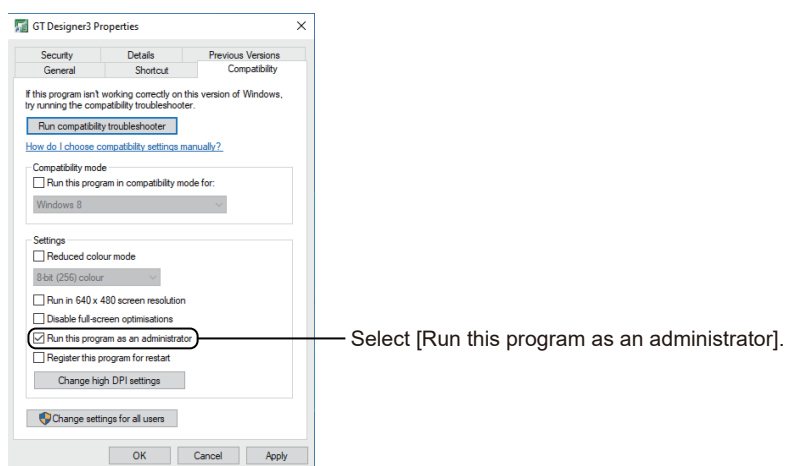 GT Designer3 Properties
Security Details Previous Versions
General Shortcut Compatibility
If this program isn't working correctly on this version of Windows,
try running the compatibility troubleshooter.
Run compatibility troubleshooter
How do I choose compatibility settings manually?
Compatibility mode
Run this program in compatibility mode for:
Windows 8
Settings
Reduced colour mode
8-bit (256) colour
Run in 640 x 480 screen resolution
Disable full-screen optimisations
Run this program as an administrator
Select [Run this program as an administrator].
Register this program for restart
Change high DPI settings
Change settings for all users
OK Cancel Apply